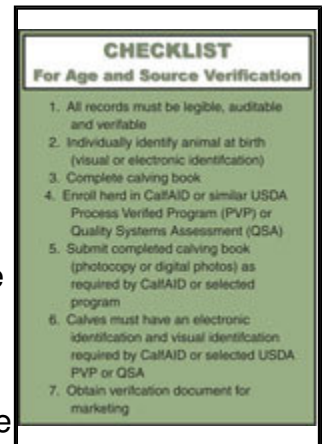 CHECKLIST
For Age and Source Verification
1. All records must be legible, auditable
and verifable
2. Individually identify animal at birth
(visual or electronic identifcation)
3. Complete calving book
4. Enroll herd in CalfAID or similar USDA
Process Verifed Program (PVP) or
Quality Systems Assessment (QSA)
5. Submit completed calving book
(photocopy or digital photos) as
required by CalfAID or selected
program
6. Calves must have an electronic
identifcation and visual identifcation
required by CalfAID or selected USDA
PVP or QSA
7. Obtain verifcation document for
marketing
e
e